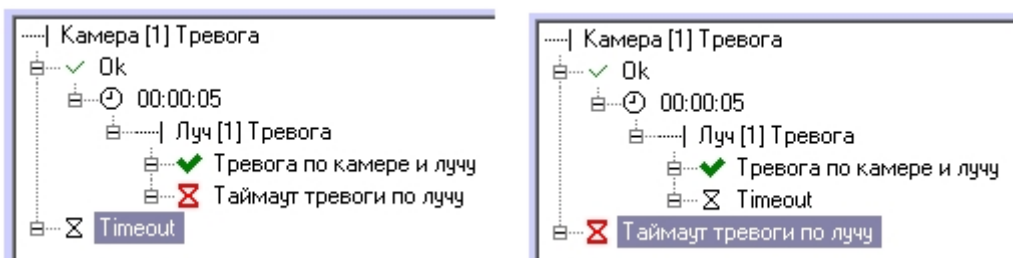 Камера [1] Тревога
Ok
00:00:05
Луч [1] Тревога
Тревога по камере и лучу
Таймаут тревоги по лучу
Timeout
Камера [1] Тревога
Ok
00:00:05
Луч [1] Тревога
Тревога по камере и лучу
Timeout
Таймаут тревоги по лучу